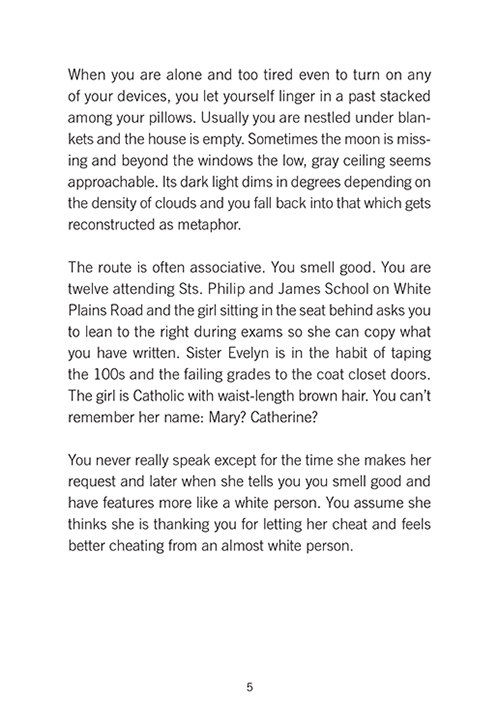 When you are alone and too tired even to turn on any
of your devices, you let yourself linger in a past stacked
among your pillows. Usually you are nestled under blan-
kets and the house is empty. Sometimes the moon is miss-
ing and beyond the windows the low, gray ceiling seems
approachable. Its dark light dims in degrees depending on
the density of clouds and you fall back into that which gets
reconstructed as metaphor.

The route is often associative. You smell good. You are
twelve attending Sts. Philip and James School on White
Plains Road and the girl sitting in the seat behind asks you
to lean to the right during exams so she can copy what
you have written. Sister Evelyn is in the habit of taping
the 100s and the failing grades to the coat closet doors.
The girl is Catholic with waist-length brown hair. You can’t
remember her name: Mary? Catherine?

You never really speak except for the time she makes her
request and later when she tells you you smell good and
have features more like a white person. You assume she
thinks she is thanking you for letting her cheat and feels
better cheating from an almost white person.

5